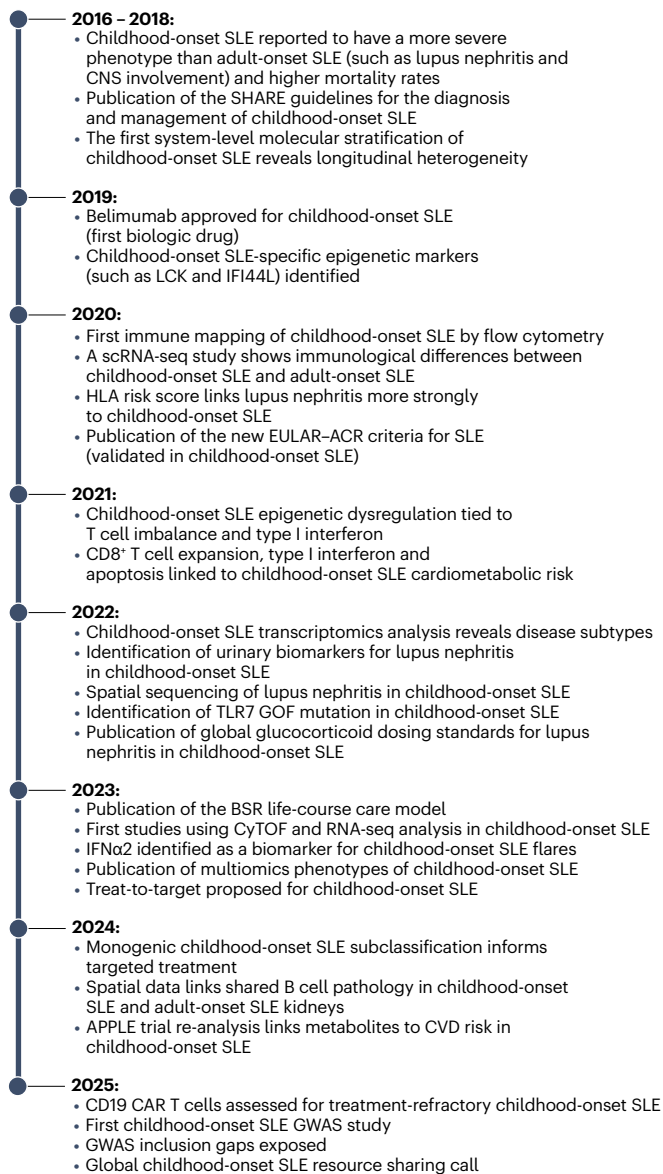 2016 – 2018:
• Childhood-onset SLE reported to have a more severe
phenotype than adult-onset SLE (such as lupus nephritis and
CNS involvement) and higher mortality rates
• Publication of the SHARE guidelines for the diagnosis
and management of childhood-onset SLE
• The first system-level molecular stratification of
childhood-onset SLE reveals longitudinal heterogeneity
2019:
• Belimumab approved for childhood-onset SLE
(first biologic drug)
• Childhood-onset SLE-specific epigenetic markers
(such as LCK and IFI44L) identified
2020:
• First immune mapping of childhood-onset SLE by flow cytometry
• A scRNA-seq study shows immunological differences between
childhood-onset SLE and adult-onset SLE
• HLA risk score links lupus nephritis more strongly
to childhood-onset SLE
• Publication of the new EULAR–ACR criteria for SLE
(validated in childhood-onset SLE)
2021:
• Childhood-onset SLE epigenetic dysregulation tied to
T cell imbalance and type I interferon
• CD8⁺ T cell expansion, type I interferon and
apoptosis linked to childhood-onset SLE cardiometabolic risk
2022:
• Childhood-onset SLE transcriptomics analysis reveals disease subtypes
• Identification of urinary biomarkers for lupus nephritis
in childhood-onset SLE
• Spatial sequencing of lupus nephritis in childhood-onset SLE
• Identification of TLR7 GOF mutation in childhood-onset SLE
• Publication of global glucocorticoid dosing standards for lupus
nephritis in childhood-onset SLE
2023:
• Publication of the BSR life-course care model
• First studies using CyTOF and RNA-seq analysis in childhood-onset SLE
• IFNα2 identified as a biomarker for childhood-onset SLE flares
• Publication of multiomics phenotypes of childhood-onset SLE
• Treat-to-target proposed for childhood-onset SLE
2024:
• Monogenic childhood-onset SLE subclassification informs
targeted treatment
• Spatial data links shared B cell pathology in childhood-onset
SLE and adult-onset SLE kidneys
• APPLE trial re-analysis links metabolites to CVD risk in
childhood-onset SLE
2025:
• CD19 CAR T cells assessed for treatment-refractory childhood-onset SLE
• First childhood-onset SLE GWAS study
• GWAS inclusion gaps exposed
• Global childhood-onset SLE resource sharing call